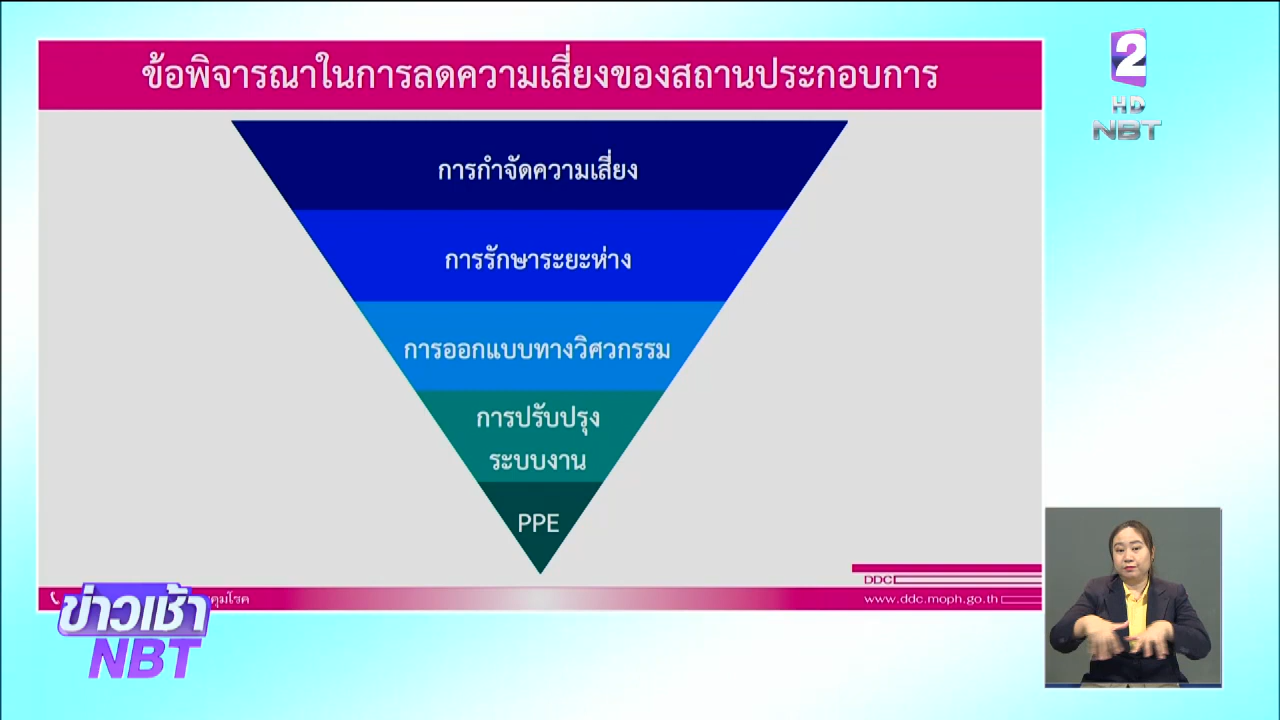 ข้อพิจารณาในการลดความเสี่ยงของสถานประกอบการ
2
HD
NBT
การกำจัดความเสี่ยง
การรักษาระยะห่าง
การออกแบบทางวิศวกรรม
การปรับปรุง
ระบบงาน
PPE
DDC
คุมโรค
www.ddc.moph.go.th
ข่าวเช้า
NBT